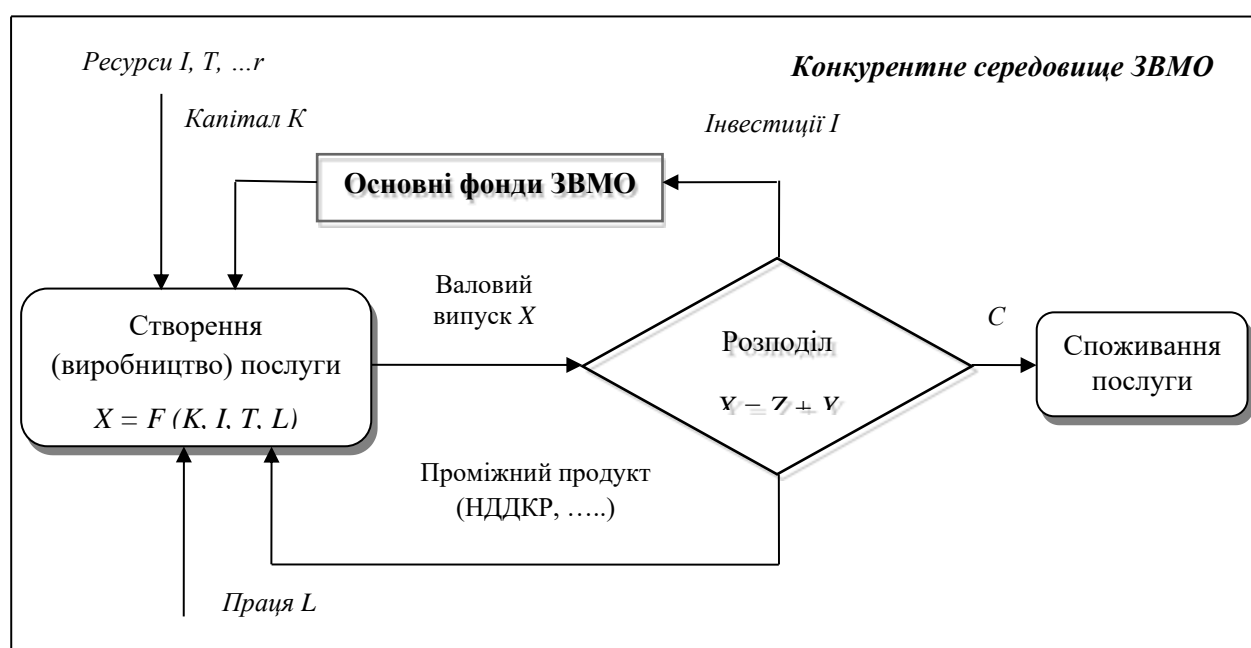 Ресурси I, T, …r
Конкурентне середовище ЗВМО
Капітал K
Інвестиції I
Основні фонди ЗВМО
Валовий
випуск X
C
Створення
(виробництво) послуги
X = F (K, I, T, L)
Розподіл
X = Z + Y
Споживання
послуги
Проміжний продукт
(НДДКР, …..)
Праця L